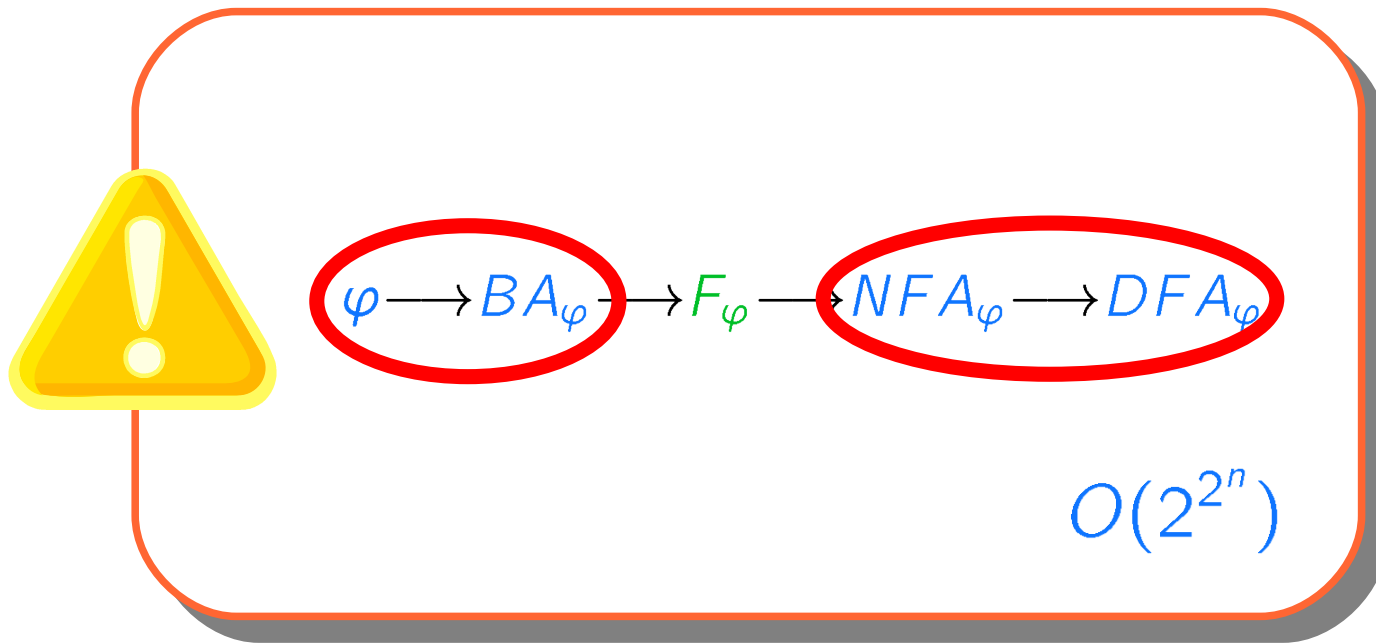 φ → BA_φ → F_φ → NFA_φ → DFA_φ
O(2^{2^n})